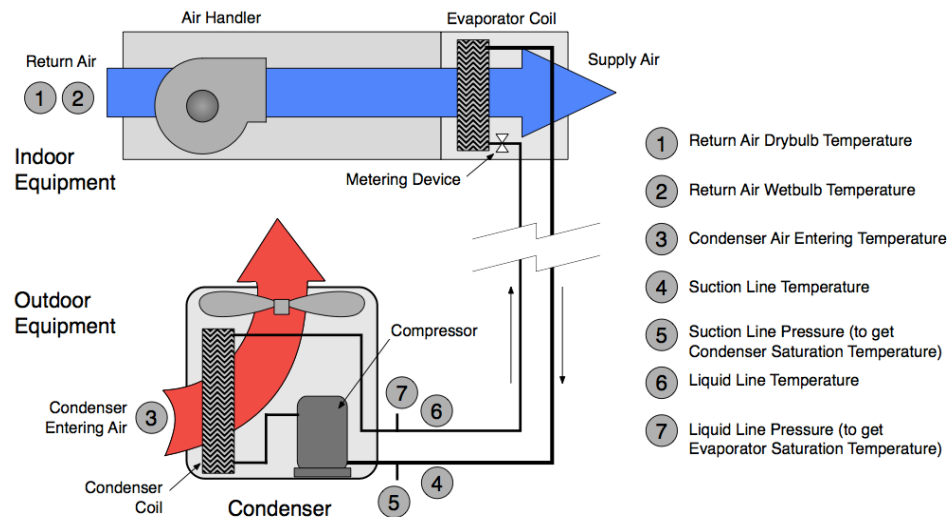 Air Handler
Evaporator Coil
Return Air
Supply Air
1
2
Indoor
Equipment
Metering Device
1
Return Air Drybulb Temperature
2
Return Air Wetbulb Temperature
3
Condenser Air Entering Temperature
4
Suction Line Temperature
5
Suction Line Pressure (to get
Condenser Saturation Temperature)
6
Liquid Line Temperature
7
Liquid Line Pressure (to get
Evaporator Saturation Temperature)
Outdoor
Equipment
Compressor
Condenser
Entering Air
3
7
6
Condenser
Coil
Condenser
5
4